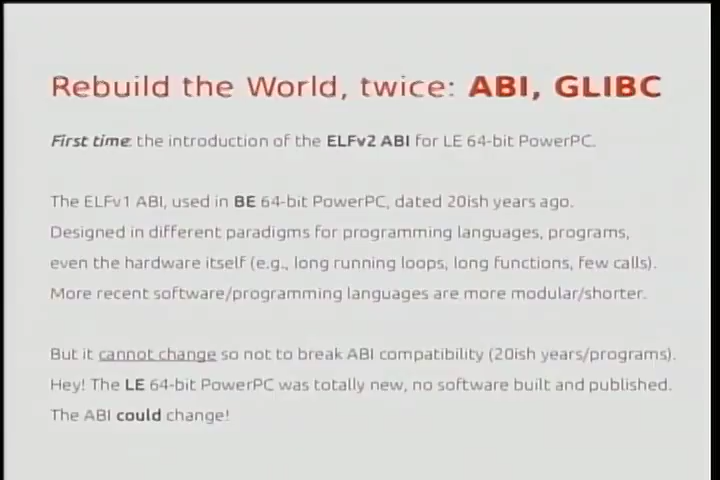 Rebuild the World, twice: ABI, GLIBC
First time: the introduction of the ELFv2 ABI for LE 64-bit PowerPC.
The ELFv1 ABI, used in BE 64-bit PowerPC, dated 20ish years ago.
Designed in different paradigms for programming languages, programs,
even the hardware itself (e.g., long running loops, long functions, few calls).
More recent software/programming languages are more modular/shorter.
But it cannot change so not to break ABI compatibility (20ish years/programs).
Hey! The LE 64-bit PowerPC was totally new, no software built and published.
The ABI could change!